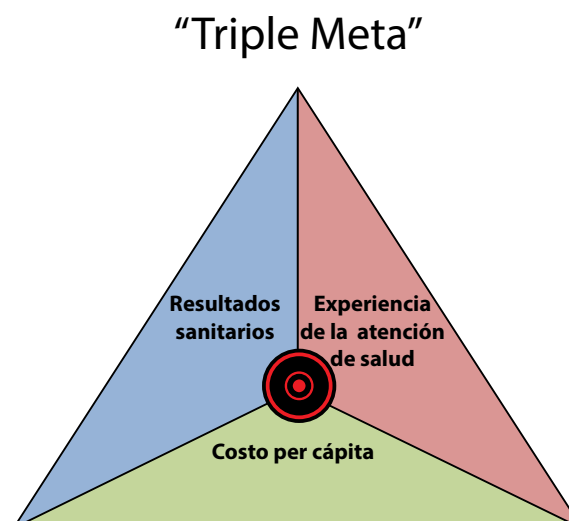 “Triple Meta”
Resultados
sanitarios
Experiencia
de la atención
de salud
Costo per cápita